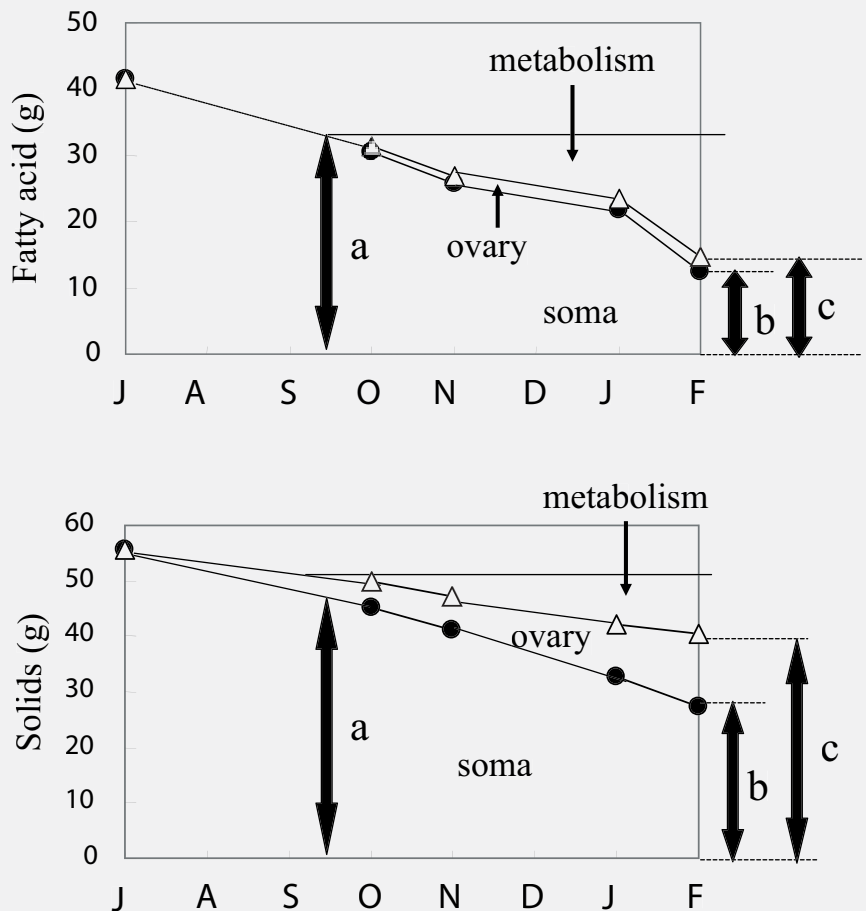 50
metabolism
40
Fatty acid (g)
30
a
20
ovary
10
soma
b
c
0
J A S O N D J F
metabolism
60
50
40
ovary
Solids (g)
30
a
c
20
soma
b
10
0
J A S O N D J F